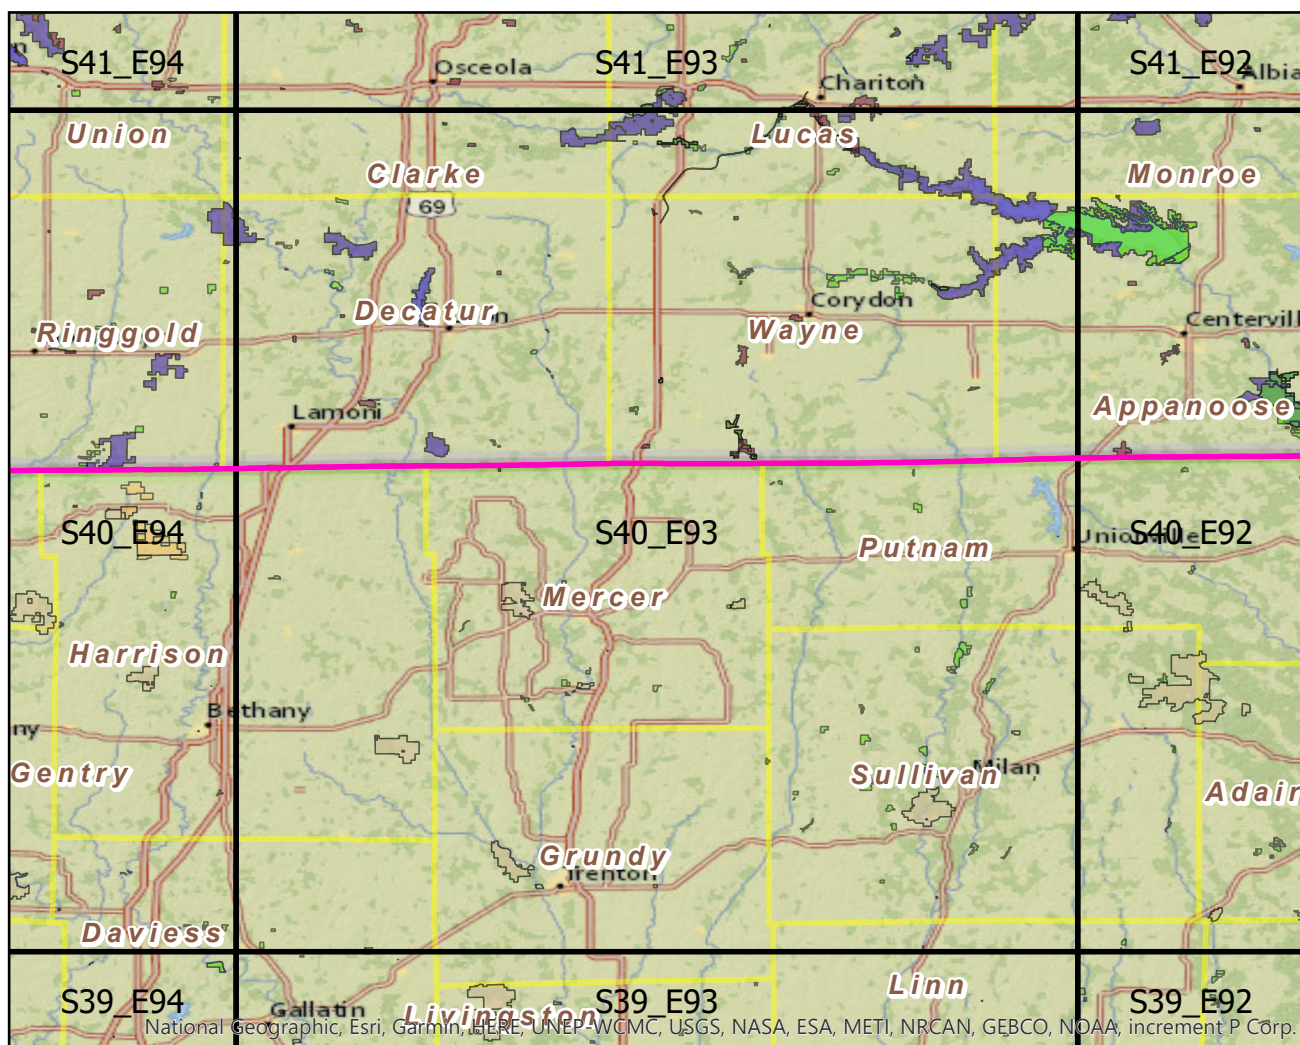 S41_E94
S41_E93
S41_E92
Osceola
Chariton
Albia
Union
Lucas
Clarke
Monroe
69
Corydon
Decatur
Ringgold
Wayne
Centervill
Appanoose
Lamoni
S40_E94
S40_E93
S40_E92
Unionville
Putnam
Mercer
Harrison
Bethany
ny
Gentry
Sullivan
Milan
Adair
Grundy
Trenton
Daviess
Linn
S39_E94
S39_E93
S39_E92
Gallatin
Livingston
National Geographic, Esri, Garmin, HERE, UNEP-WCMC, USGS, NASA, ESA, METI, NRCAN, GEBCO, NOAA, increment P Corp.